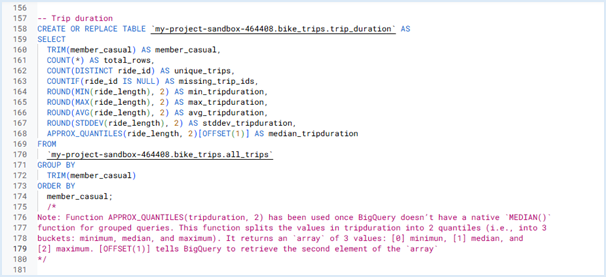 156
157 -- Trip duration
158 CREATE OR REPLACE TABLE `my-project-sandbox-464408.bike_trips.trip_duration` AS
159 SELECT
160 TRIM(member_casual) AS member_casual,
161 COUNT(*) AS total_rows,
162 COUNT(DISTINCT ride_id) AS unique_trips,
163 COUNTIF(ride_id IS NULL) AS missing_trip_ids,
164 ROUND(MIN(ride_length), 2) AS min_tripduration,
165 ROUND(MAX(ride_length), 2) AS max_tripduration,
166 ROUND(AVG(ride_length), 2) AS avg_tripduration,
167 ROUND(STDDEV(ride_length), 2) AS stddev_tripduration,
168 APPROX_QUANTILES(ride_length, 2)[OFFSET(1)] AS median_tripduration
169 FROM
170 `my-project-sandbox-464408.bike_trips.all_trips`
171 GROUP BY
172 TRIM(member_casual)
173 ORDER BY
174 member_casual;
175 /*
176 Note: Function APPROX_QUANTILES(tripduration, 2) has been used once BigQuery doesn't have a native `MEDIAN()`
177 function for grouped queries. This function splits the values in tripduration into 2 quantiles (i.e., into 3
178 buckets: minimum, median, and maximum). It returns an `array` of 3 values: [0] minimun, [1] median, and
179 [2] maximum. [OFFSET(1)] tells BigQuery to retrieve the second element of the `array`
180 */
181